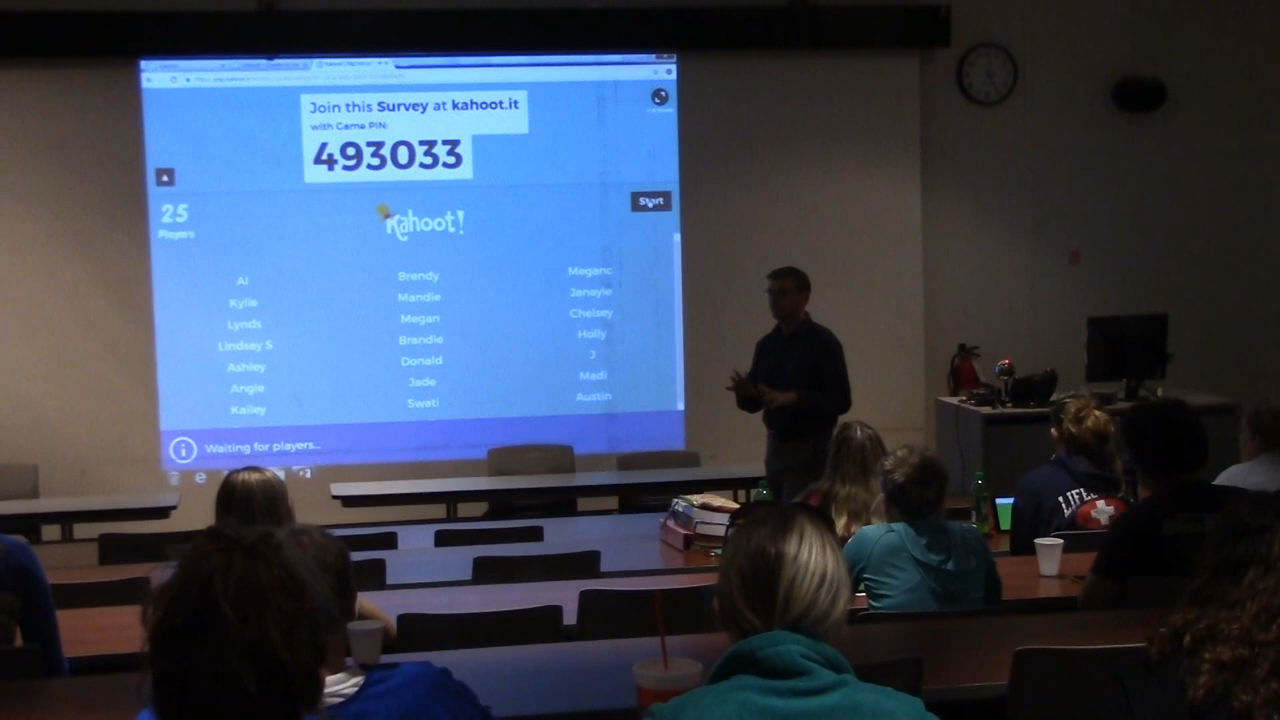 Join this Survey at kahoot.it
with Game PIN:
493033
Start
25
Players
Kahoot!
Al
Kylie
Lynds
Lindsay S
Ashley
Angie
Kailey
Brendy
Mandie
Megan
Brandie
Donald
Jade
Swati
Meganc
Janayle
Chelsey
Holly
J
Madi
Austin
Waiting for players...